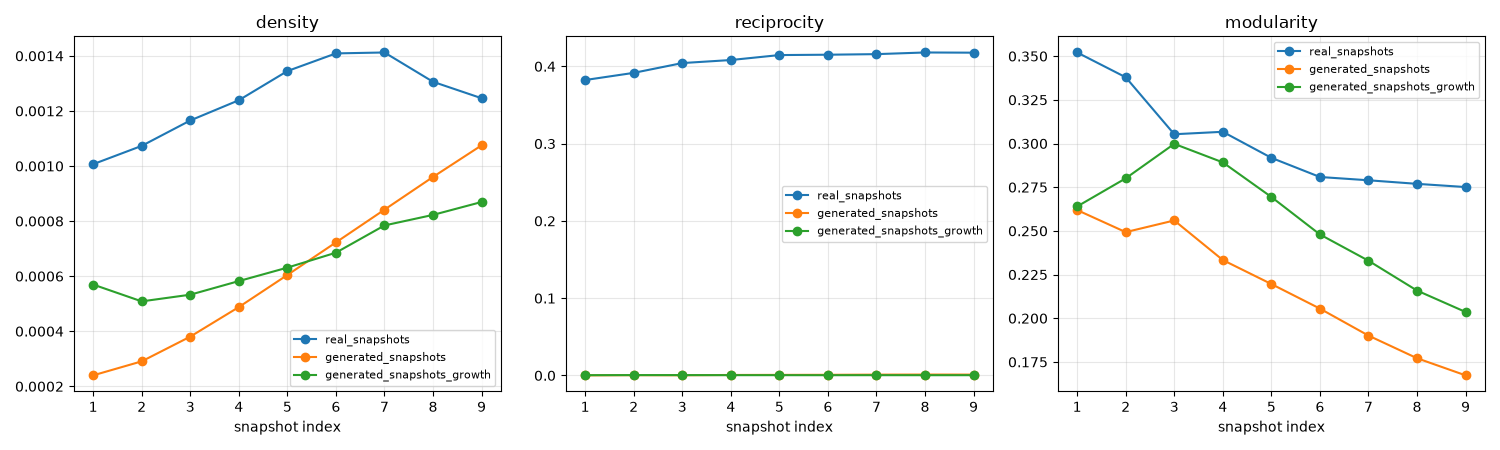 density
0.0014
0.0012
0.0010
0.0008
0.0006
0.0004
0.0002
real_snapshots
generated_snapshots
generated_snapshots_growth
1 2 3 4 5 6 7 8 9
snapshot index
reciprocity
0.4
0.3
0.2
0.1
0.0
real_snapshots
generated_snapshots
generated_snapshots_growth
1 2 3 4 5 6 7 8 9
snapshot index
modularity
0.350
0.325
0.300
0.275
0.250
0.225
0.200
0.175
real_snapshots
generated_snapshots
generated_snapshots_growth
1 2 3 4 5 6 7 8 9
snapshot index